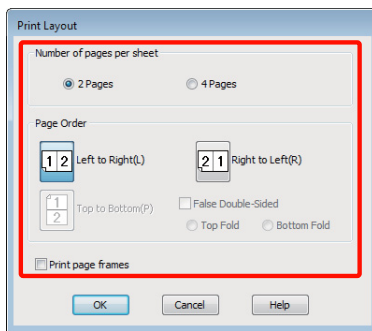 Print Layout
Number of pages per sheet
2 Pages 4 Pages
Page Order
1 2 Left to Right(L) 2 1 Right to Left(R)
1
2 Top to Bottom(P) False Double-Sided
Top Fold Bottom Fold
Print page frames
OK Cancel Help